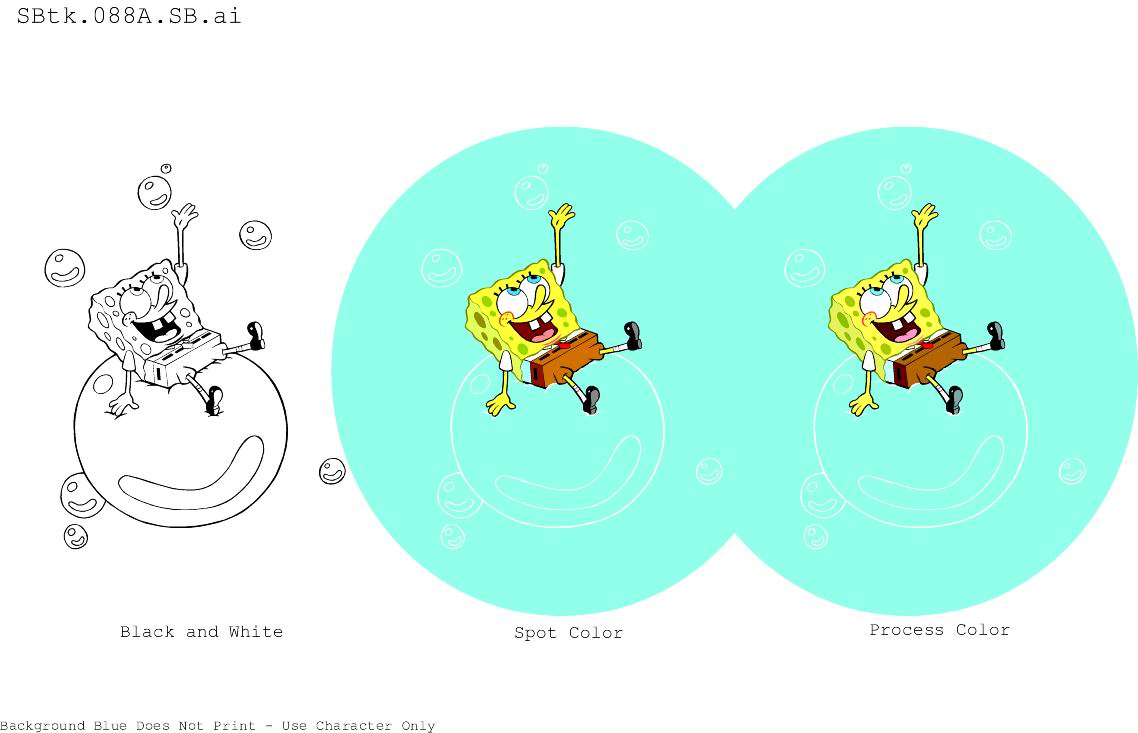 SBtk.088A.SB.ai
Black and White
Spot Color
Process Color
Background Blue Does Not Print - Use Character Only